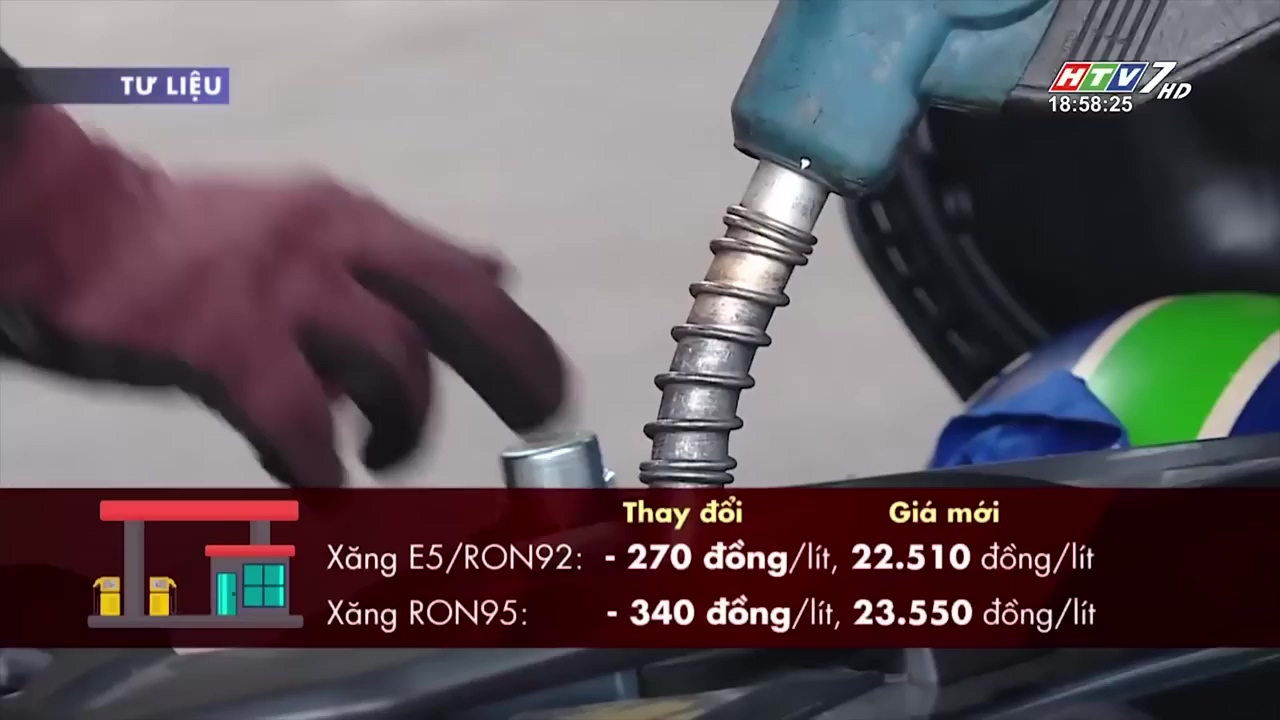 TƯ LIỆU
HTV7 HD
18:58:25
Thay đổi Giá mới
Xăng E5/RON92: - 270 đồng/lít, 22.510 đồng/lít
Xăng RON95: - 340 đồng/lít, 23.550 đồng/lít